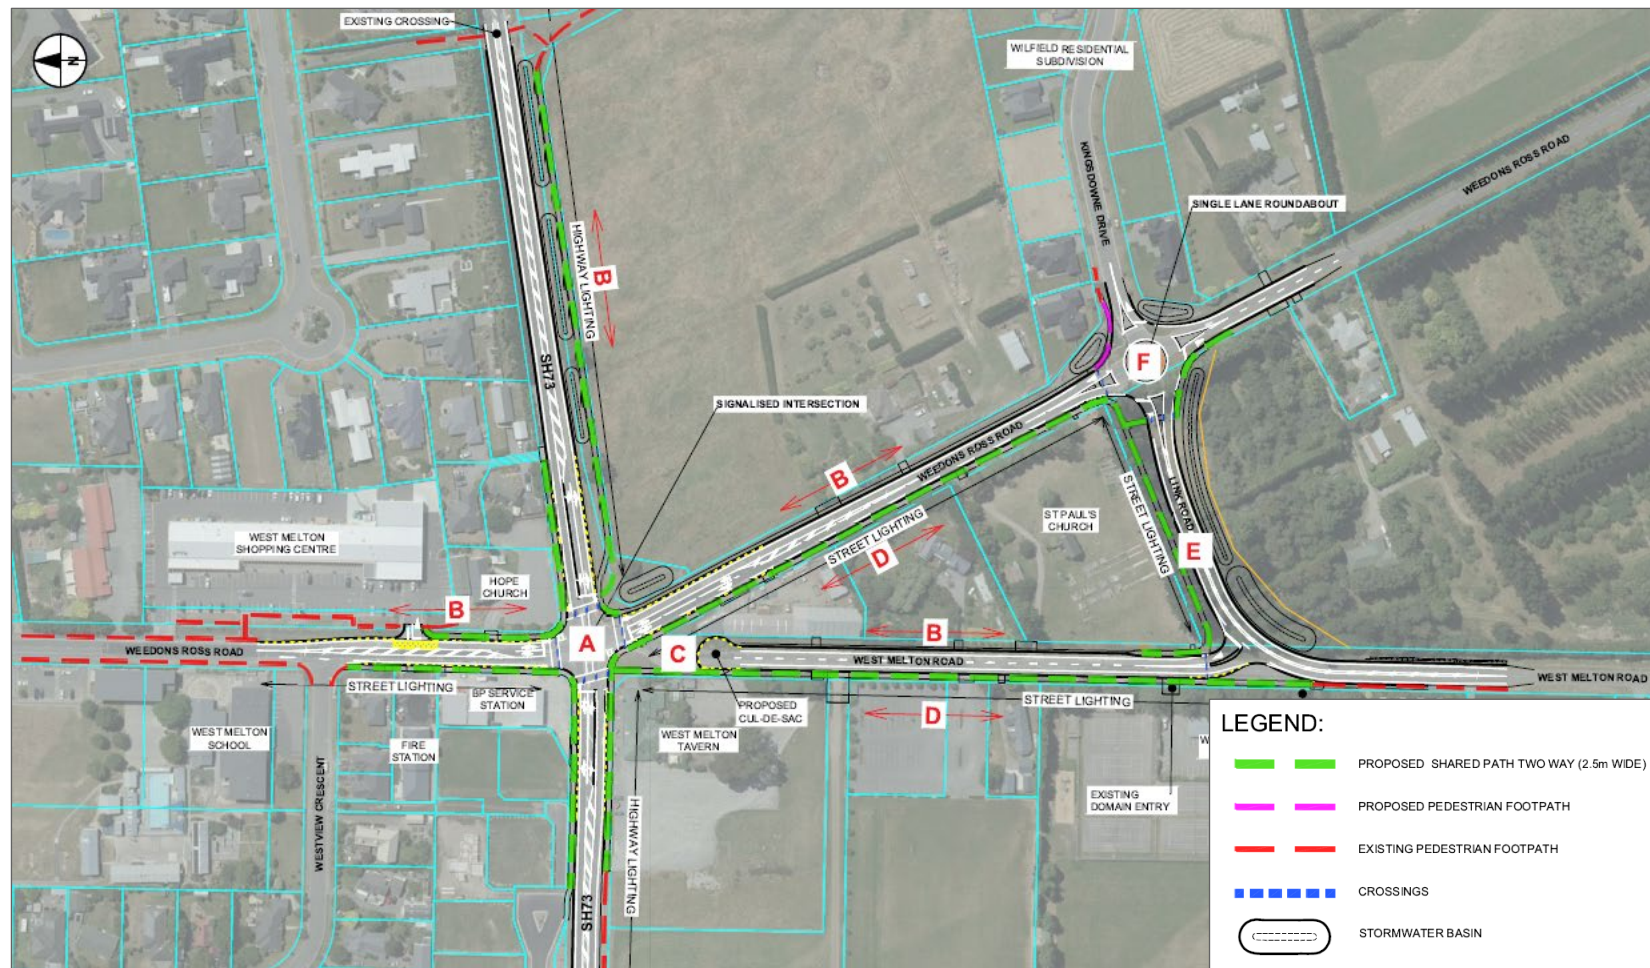 EXISTING CROSSING
N
WILFIELD RESIDENTIAL
SUBDIVISION
KINGSDOWNE DRIVE
WEEDONS ROSS ROAD
SINGLE LANE ROUNDABOUT
HIGHWAY LIGHTING
B
SH73
F
SIGNALISED INTERSECTION
B
WEEDONS ROSS ROAD
STREET LIGHTING
D
ST PAUL'S
CHURCH
STREET LIGHTING
LINK ROAD
E
WEST MELTON
SHOPPING CENTRE
HOPE
CHURCH
B
A
C
B
WEEDONS ROSS ROAD
WEST MELTON ROAD
WEST MELTON ROAD
STREET LIGHTING
BP SERVICE
STATION
PROPOSED
CUL-DE-SAC
D
STREET LIGHTING
WEST MELTON
SCHOOL
FIRE
STATION
WEST MELTON
TAVERN
W
EXISTING
DOMAIN ENTRY
WESTVIEW CRESCENT
SH73
HIGHWAY LIGHTING
LEGEND:
PROPOSED SHARED PATH TWO WAY (2.5m WIDE)
PROPOSED PEDESTRIAN FOOTPATH
EXISTING PEDESTRIAN FOOTPATH
CROSSINGS
STORMWATER BASIN